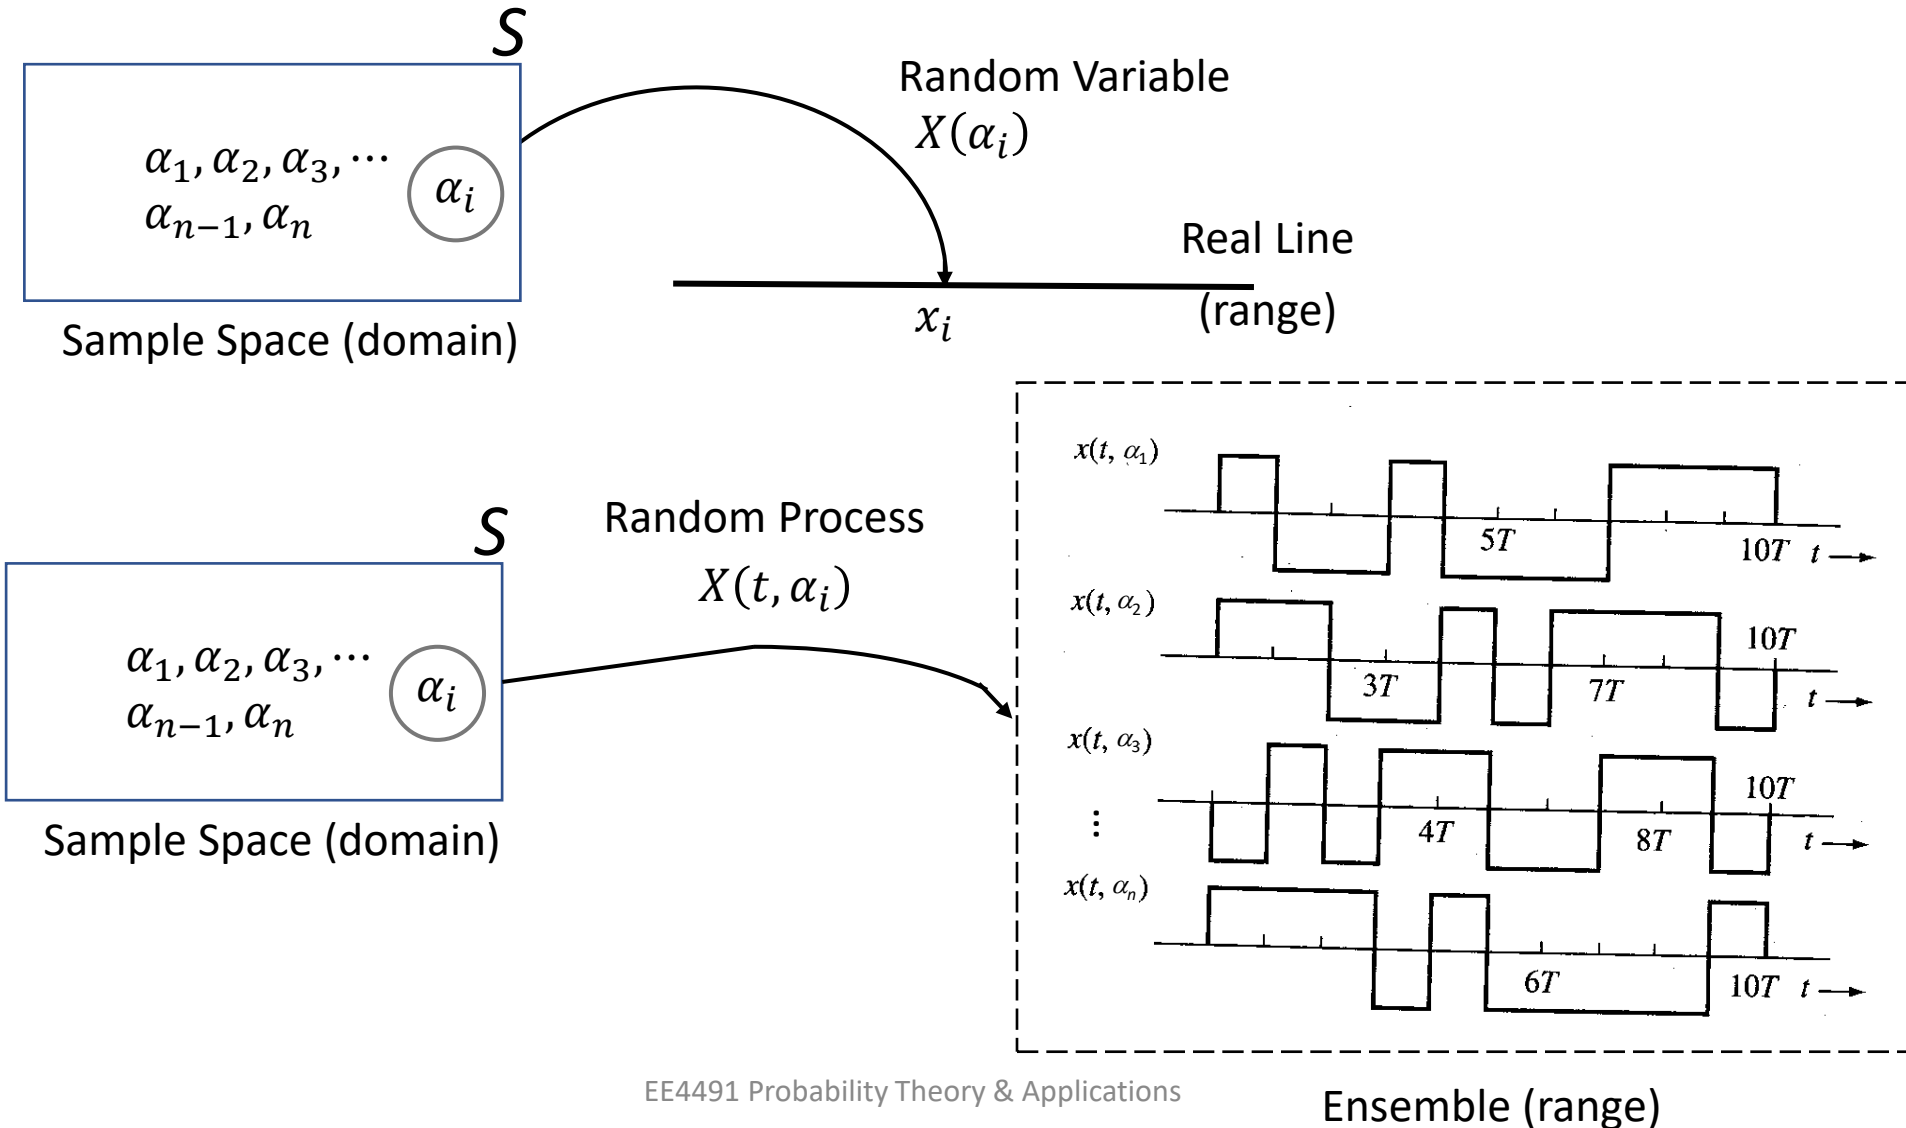 S
Random Variable
X(αᵢ)
α₁, α₂, α₃, ⋯
αᵢ
αₙ₋₁, αₙ
Real Line
(range)
xᵢ
Sample Space (domain)
S
Random Process
X(t, αᵢ)
α₁, α₂, α₃, ⋯
αᵢ
αₙ₋₁, αₙ
Sample Space (domain)
x(t, α₁)
5T
10T t
x(t, α₂)
10T
3T
7T
t
x(t, α₃)
10T
⋮
4T
8T
t
x(t, αₙ)
6T
10T t
EE4491 Probability Theory & Applications
Ensemble (range)